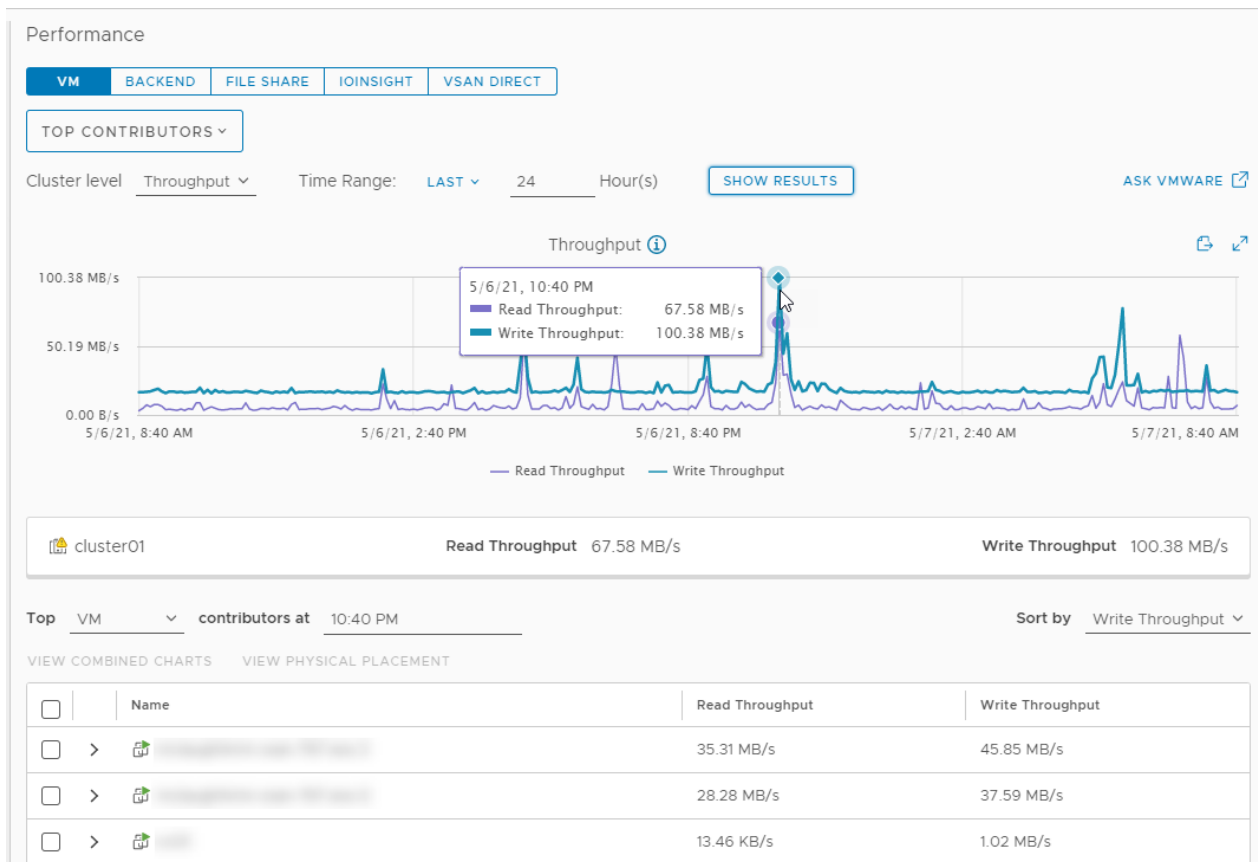 Performance
VM BACKEND FILE SHARE IOINSIGHT VSAN DIRECT
TOP CONTRIBUTORS
Cluster level Throughput Time Range: LAST 24 Hour(s) SHOW RESULTS ASK VMWARE
Throughput
100.38 MB/s
5/6/21, 10:40 PM
Read Throughput: 67.58 MB/s
Write Throughput: 100.38 MB/s
50.19 MB/s
0.00 B/s
5/6/21, 8:40 AM 5/6/21, 2:40 PM 5/6/21, 8:40 PM 5/7/21, 2:40 AM 5/7/21, 8:40 AM
Read Throughput Write Throughput
cluster01 Read Throughput 67.58 MB/s Write Throughput 100.38 MB/s
Top VM contributors at 10:40 PM Sort by Write Throughput
VIEW COMBINED CHARTS VIEW PHYSICAL PLACEMENT
Name Read Throughput Write Throughput
35.31 MB/s 45.85 MB/s
28.28 MB/s 37.59 MB/s
13.46 KB/s 1.02 MB/s